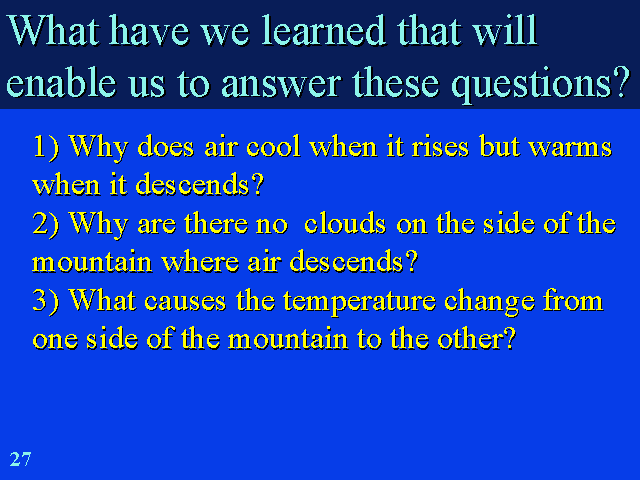 What have we learned that will
enable us to answer these questions?
1) Why does air cool when it rises but warms
when it descends?
2) Why are there no  clouds on the side of the
mountain where air descends?
3) What causes the temperature change from
one side of the mountain to the other?
27